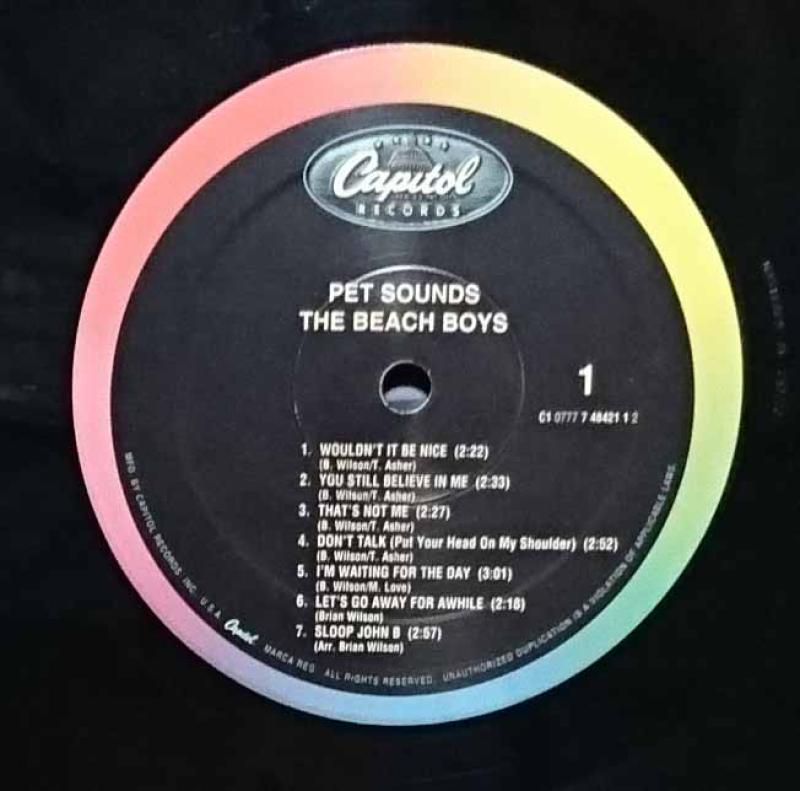 Capitol
RECORDS
PET SOUNDS
THE BEACH BOYS
1
C1 0777 7 48421 1 2
1. WOULDN'T IT BE NICE (2:22)
(B. Wilson/T. Asher)
2. YOU STILL BELIEVE IN ME (2:33)
(B. Wilson/T. Asher)
3. THAT'S NOT ME (2:27)
(B. Wilson/T. Asher)
4. DON'T TALK (Put Your Head On My Shoulder) (2:52)
(B. Wilson/T. Asher)
5. I'M WAITING FOR THE DAY (3:01)
(B. Wilson/M. Love)
6. LET'S GO AWAY FOR AWHILE (2:18)
(Brian Wilson)
7. SLOOP JOHN B (2:57)
(Arr. Brian Wilson)
MFD. BY CAPITOL RECORDS, INC. U.S.A. Capitol MARCA REG. ALL RIGHTS RESERVED. UNAUTHORIZED DUPLICATION IS A VIOLATION OF APPLICABLE LAWS.